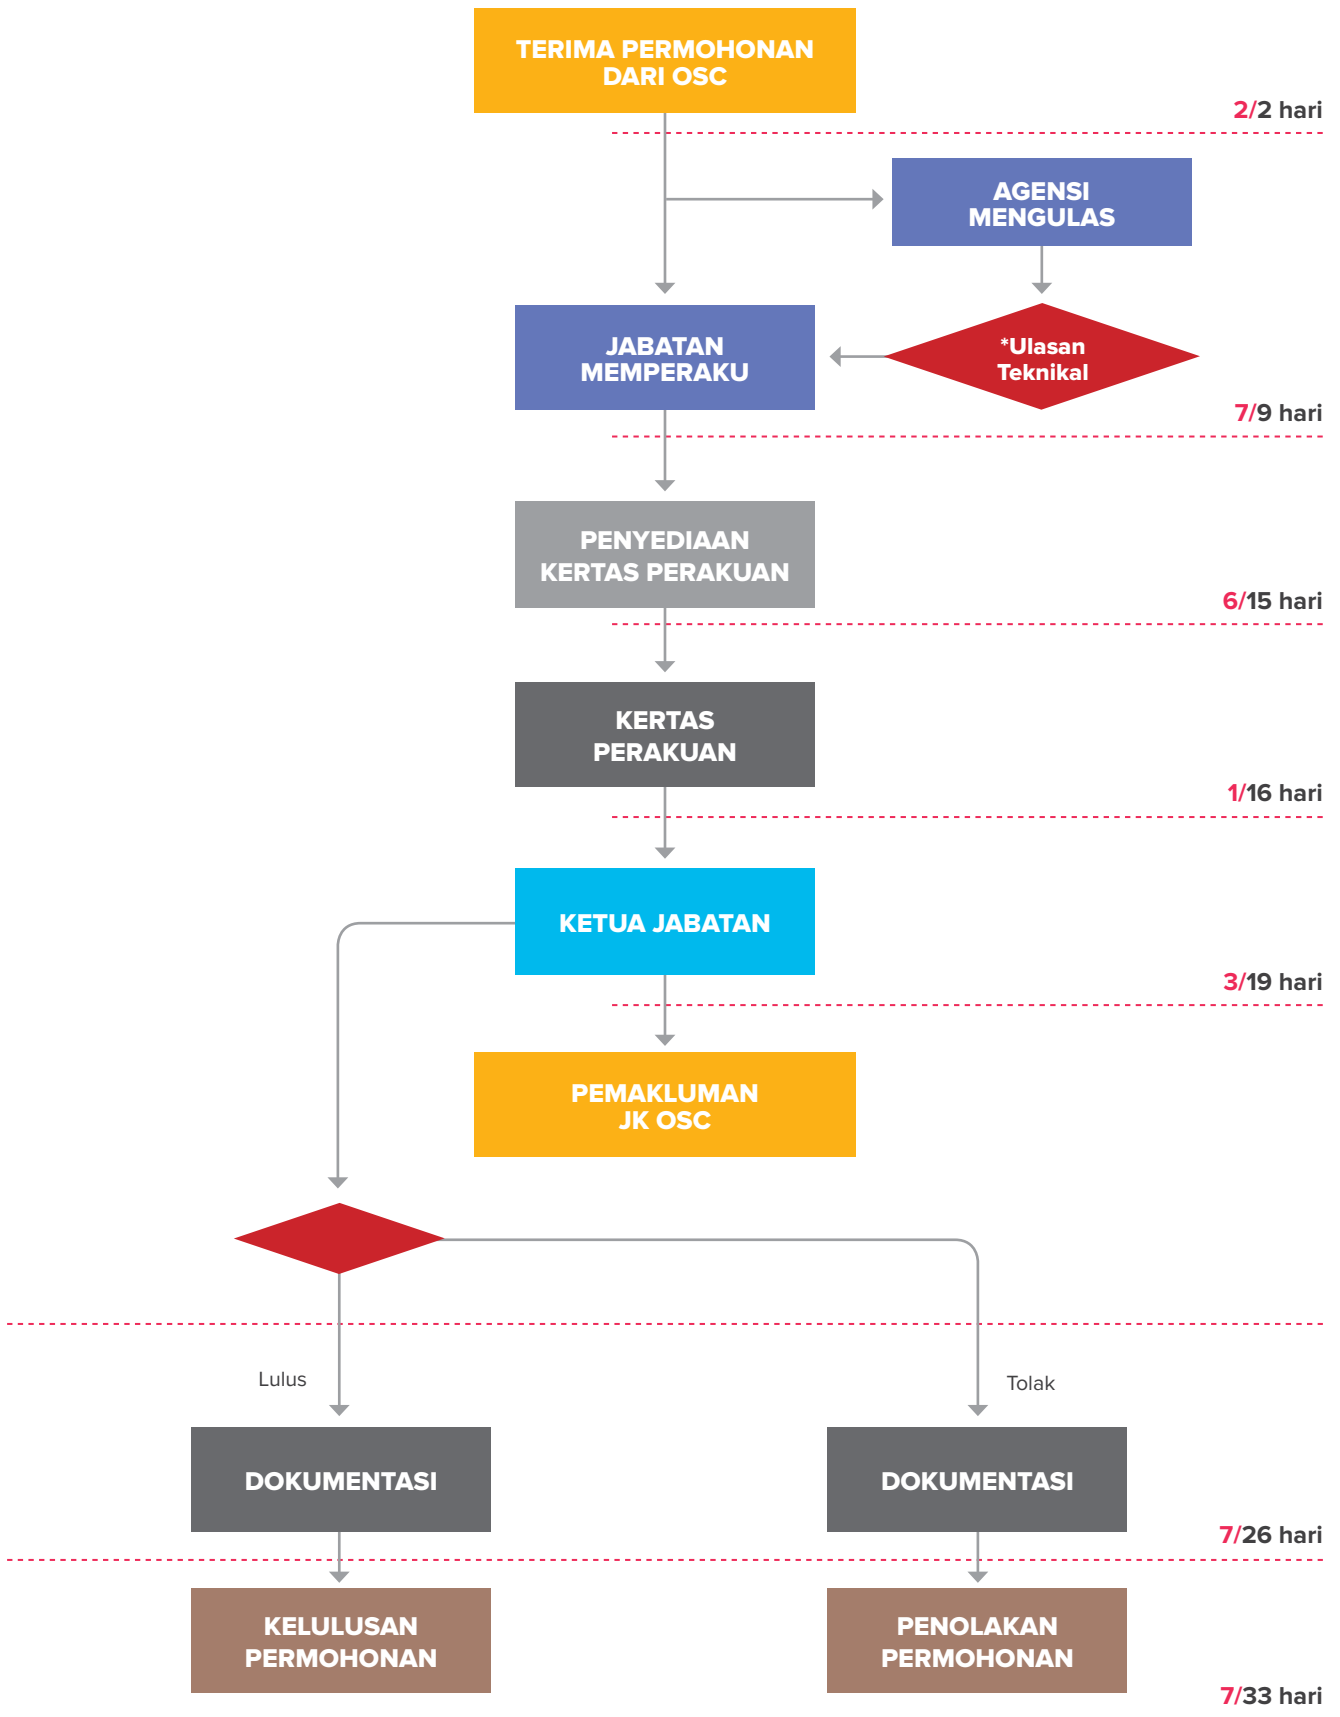 TERIMA PERMOHONAN
DARI OSC
2/2 hari
AGENSI
MENGULAS
JABATAN
MEMPERAKU
*Ulasan
Teknikal
7/9 hari
PENYEDIAAN
KERTAS PERAKUAN
6/15 hari
KERTAS
PERAKUAN
1/16 hari
KETUA JABATAN
3/19 hari
PEMAKLUMAN
JK OSC
Lulus
Tolak
DOKUMENTASI
DOKUMENTASI
7/26 hari
KELULUSAN
PERMOHONAN
PENOLAKAN
PERMOHONAN
7/33 hari